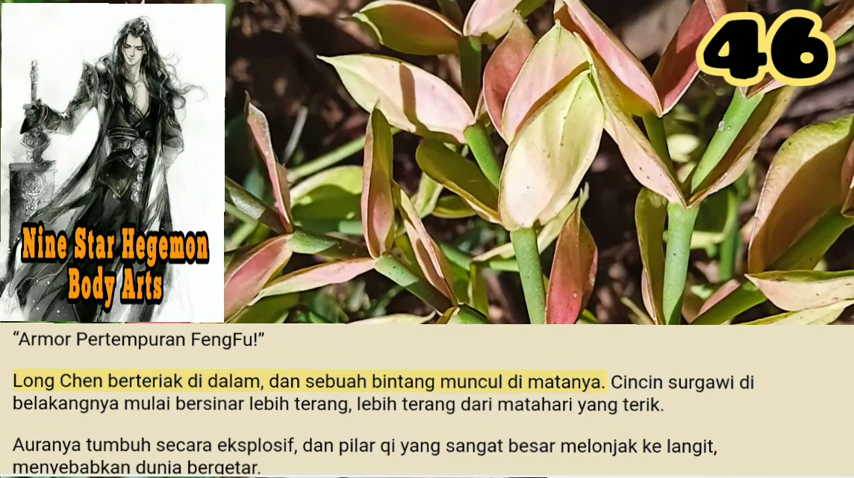 46
Nine Star Hegemon
Body Arts
“Armor Pertempuran FengFu!”
Long Chen berteriak di dalam, dan sebuah bintang muncul di matanya. Cincin surgawi di
belakangnya mulai bersinar lebih terang, lebih terang dari matahari yang terik.
Auranya tumbuh secara eksplosif, dan pilar qi yang sangat besar melonjak ke langit,
menyebabkan dunia bergetar.